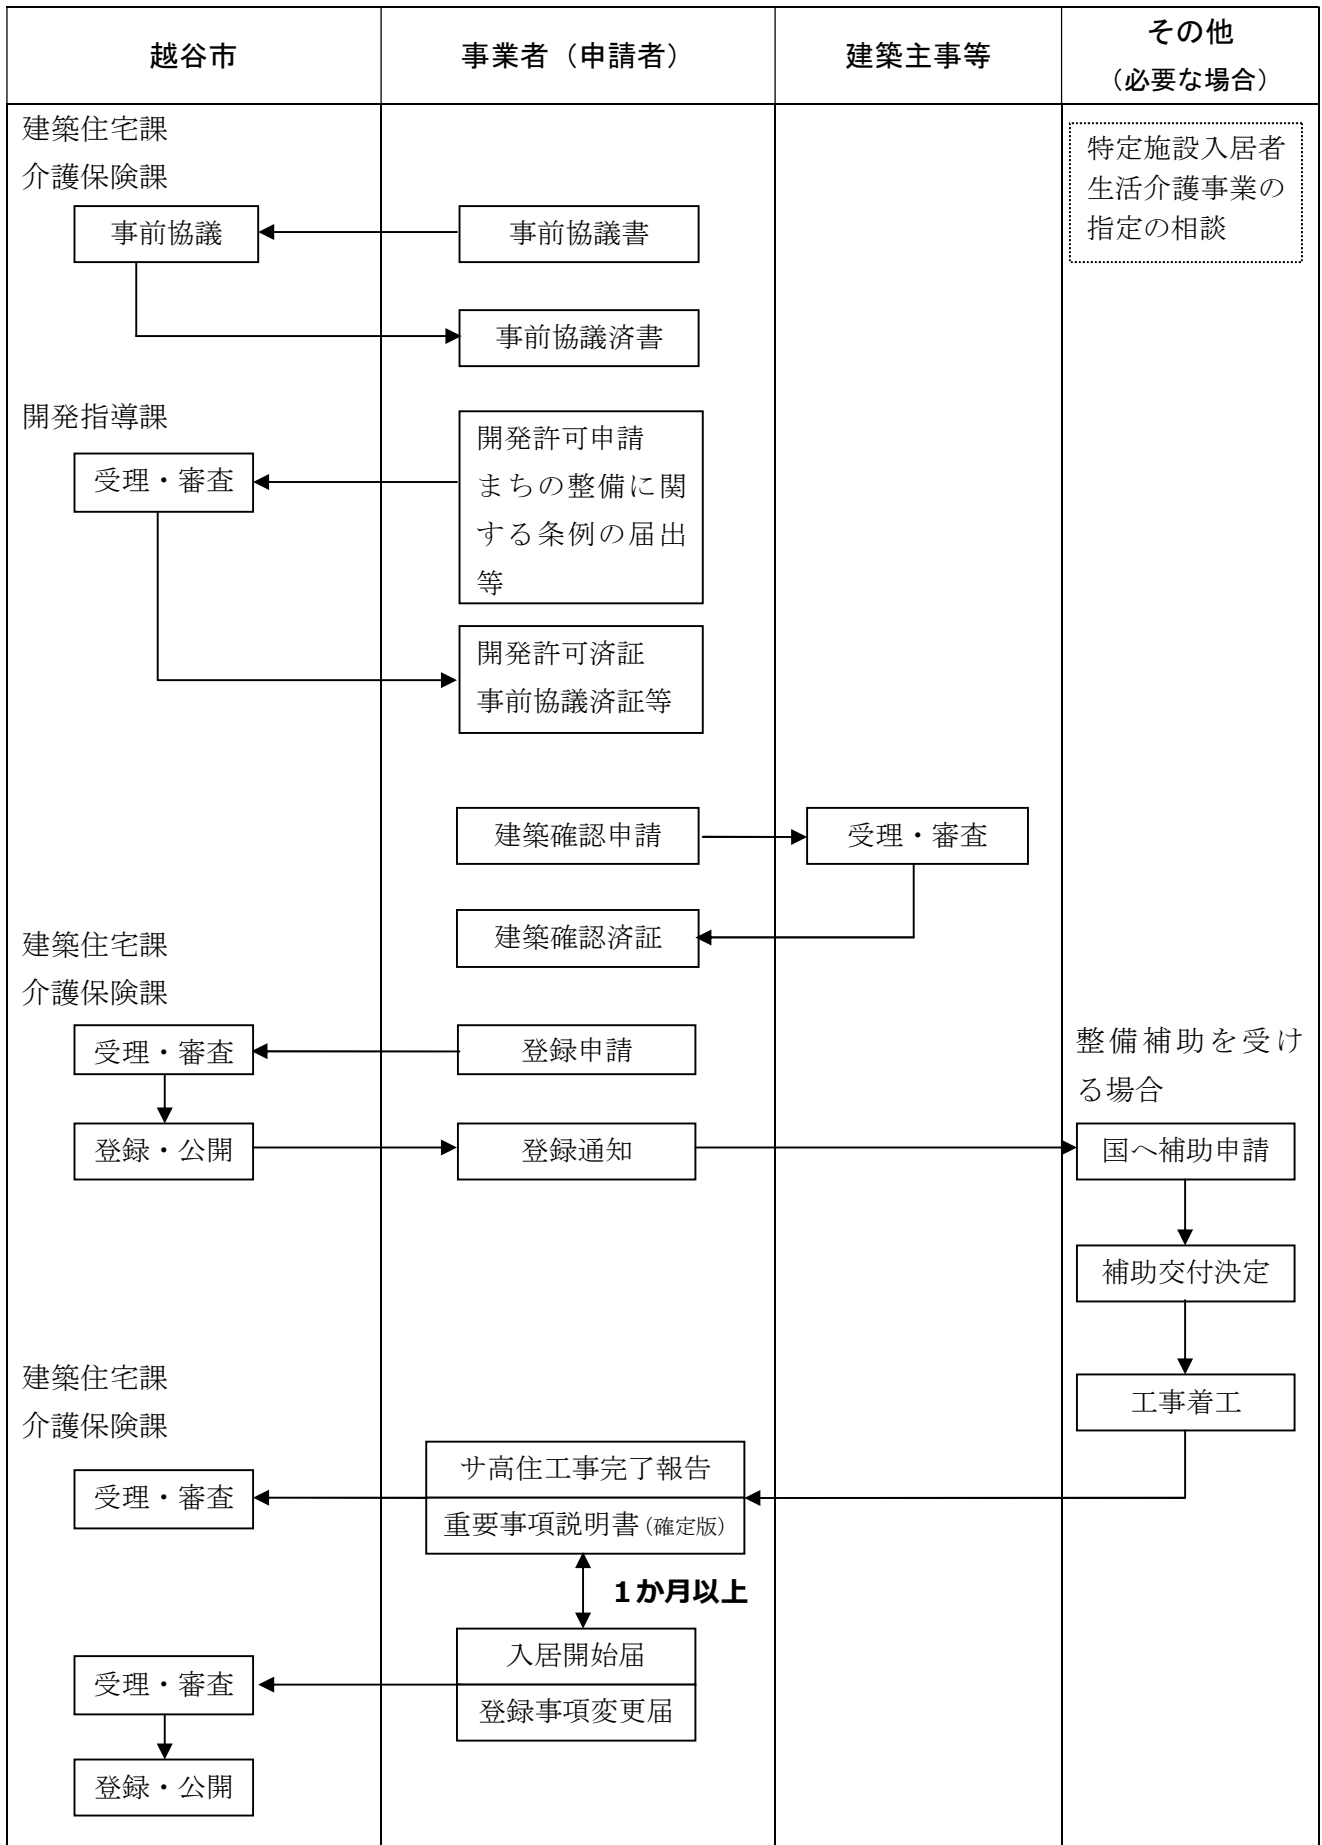 越谷市
事業者（申請者）
建築主事等
その他
（必要な場合）
建築住宅課
介護保険課
特定施設入居者
生活介護事業の
指定の相談
事前協議
事前協議書
事前協議済書
開発指導課
受理・審査
開発許可申請
まちの整備に関
する条例の届出
等
開発許可済証
事前協議済証等
建築確認申請
受理・審査
建築確認済証
建築住宅課
介護保険課
受理・審査
登録申請
整備補助を受け
る場合
登録・公開
登録通知
国へ補助申請
補助交付決定
工事着工
建築住宅課
介護保険課
受理・審査
サ高住工事完了報告
重要事項説明書（確定版）
１か月以上
入居開始届
登録事項変更届
受理・審査
登録・公開